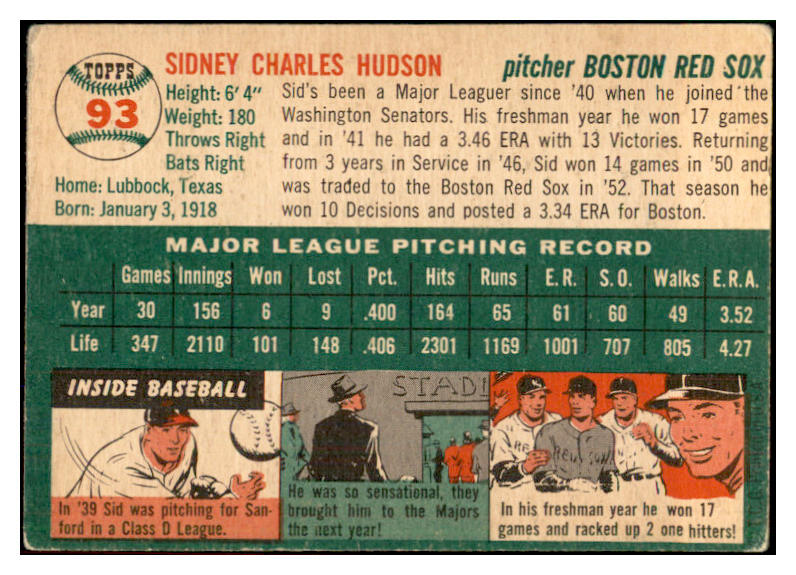 TOPPS
93
SIDNEY CHARLES HUDSON
pitcher BOSTON RED SOX
Height: 6' 4"
Weight: 180
Throws Right
Bats Right
Home: Lubbock, Texas
Born: January 3, 1918
Sid's been a Major Leaguer since '40 when he joined the
Washington Senators. His freshman year he won 17 games
and in '41 he had a 3.46 ERA with 13 Victories. Returning
from 3 years in Service in '46, Sid won 14 games in '50 and
was traded to the Boston Red Sox in '52. That season he
won 10 Decisions and posted a 3.34 ERA for Boston.
MAJOR LEAGUE PITCHING RECORD
Games Innings Won Lost Pct. Hits Runs E.R. S.O. Walks E.R.A.
Year 30 156 6 9 .400 164 65 61 60 49 3.52
Life 347 2110 101 148 .406 2301 1169 1001 707 805 4.27
INSIDE BASEBALL
In '39 Sid was pitching for San-
ford in a Class D League.
STADI
He was so sensational, they
brought him to the Majors
the next year!
In his freshman year he won 17
games and racked up 2 one hitters!